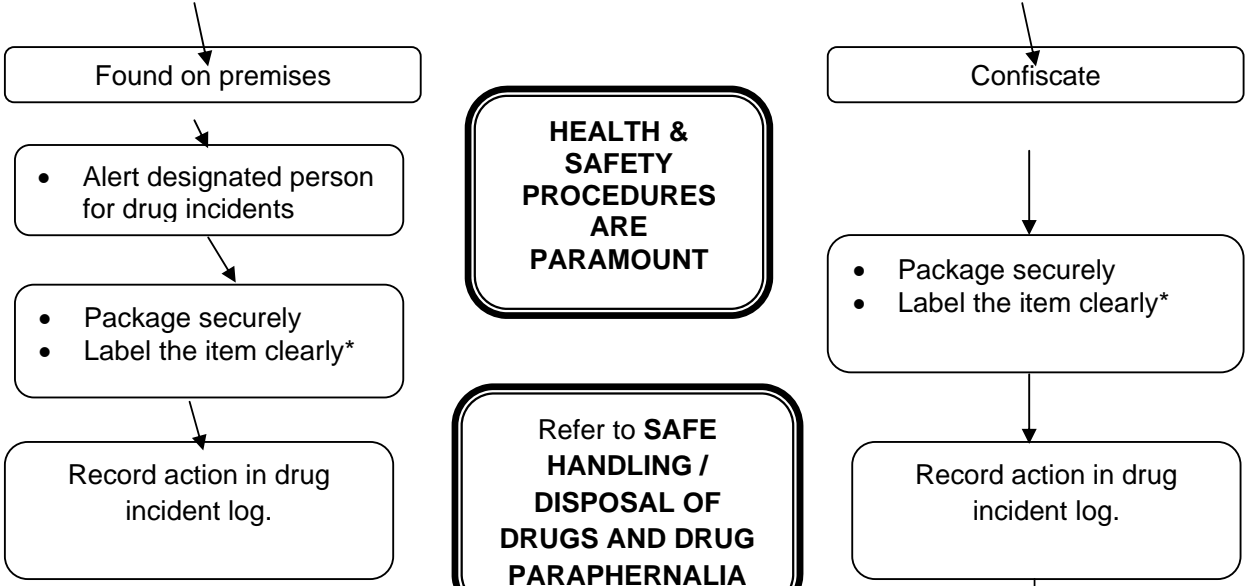 Found on premises
• Alert designated person
for drug incidents
• Package securely
• Label the item clearly*
Record action in drug
incident log.
HEALTH &
SAFETY
PROCEDURES
ARE
PARAMOUNT
Refer to SAFE
HANDLING /
DISPOSAL OF
DRUGS AND DRUG
PARAPHERNALIA
Confiscate
• Package securely
• Label the item clearly*
Record action in drug
incident log.